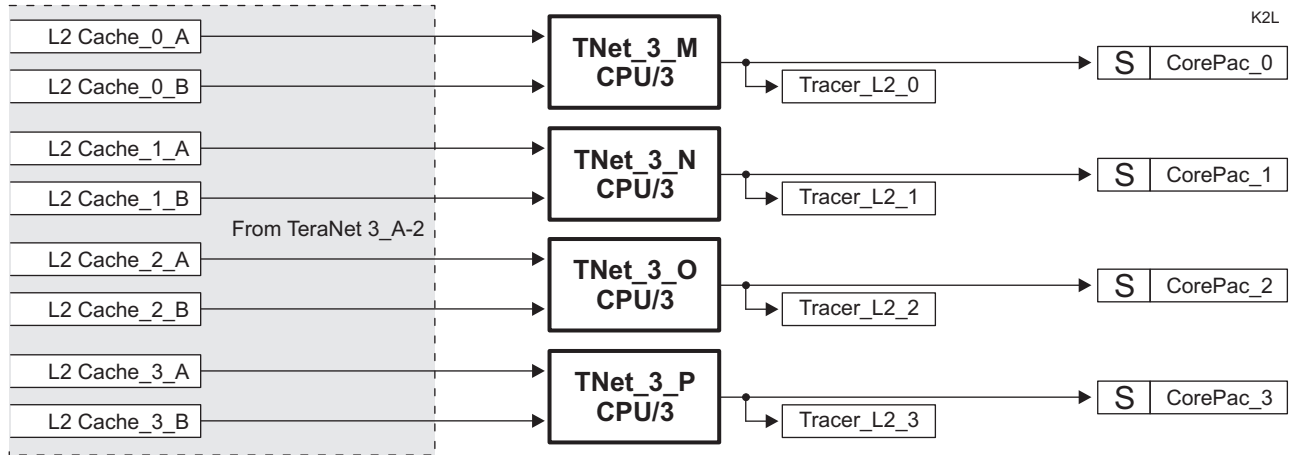 K2L
L2 Cache_0_A
L2 Cache_0_B
TNet_3_M
CPU/3
Tracer_L2_0
S CorePac_0
L2 Cache_1_A
L2 Cache_1_B
TNet_3_N
CPU/3
Tracer_L2_1
S CorePac_1
From TeraNet 3_A-2
L2 Cache_2_A
L2 Cache_2_B
TNet_3_O
CPU/3
Tracer_L2_2
S CorePac_2
L2 Cache_3_A
L2 Cache_3_B
TNet_3_P
CPU/3
Tracer_L2_3
S CorePac_3